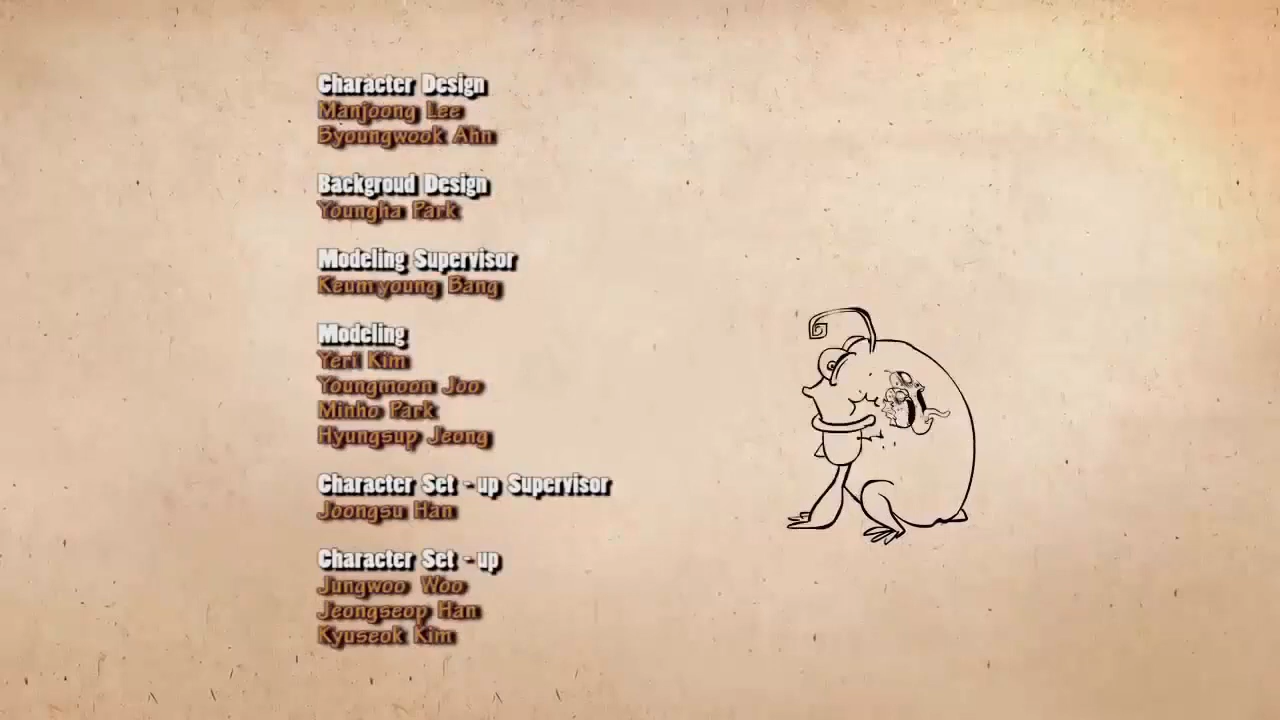 Character Design
Manjoong Lee
Byoungwook Ahn
Backgroud Design
Youngha Park
Modeling Supervisor
Keumyoung Bang
Modeling
Yeri Kim
Youngmoon Joo
Minho Park
Hyungsup Jeong
Character Set - up Supervisor
Joongsu Han
Character Set - up
Jungwoo Woo
Jeongseop Han
Kyuseok Kim